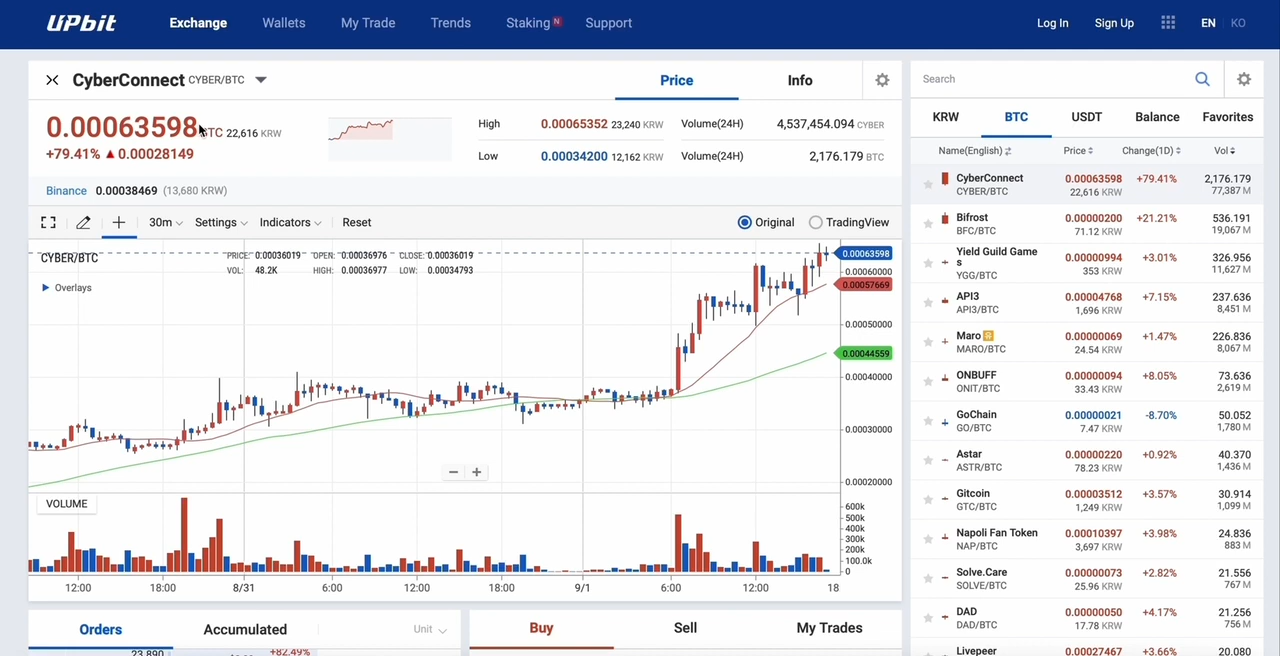 UPbit
Exchange
Wallets
My Trade
Trends
Staking N
Support
Log In
Sign Up
EN
KO
CyberConnect CYBER/BTC
Price
Info
0.00063598 BTC 22,616 KRW
+79.41% ▲ 0.00028149
High 0.00065352 23,240 KRW Volume(24H) 4,537,454.094 CYBER
Low 0.00034200 12,162 KRW Volume(24H) 2,176.179 BTC
Binance 0.00038469 (13,680 KRW)
30m
Settings
Indicators
Reset
Original
TradingView
CYBER/BTC
PRICE: 0.00036019 OPEN: 0.00036976 CLOSE: 0.00036019
VOL: 48.2K HIGH: 0.00036977 LOW: 0.00034793
Overlays
0.00063598
0.00060000
0.00057669
0.00050000
0.00044559
0.00040000
0.00030000
0.00020000
− +
VOLUME
600k
500k
400k
300k
200k
100.0k
0
12:00 18:00 8/31 6:00 12:00 18:00 9/1 6:00 12:00 18
Orders
Accumulated
Unit
23,890 +82.49%
Buy
Sell
My Trades
Search
KRW BTC USDT Balance Favorites
Name(English) Price Change(1D) Vol
CyberConnect 0.00063598 +79.41% 2,176.179
CYBER/BTC 22,616 KRW 77,387 M
Bifrost 0.00000200 +21.21% 536.191
BFC/BTC 71.12 KRW 19,067 M
Yield Guild Game
s 0.00000994 +3.01% 326.956
YGG/BTC 353 KRW 11,627 M
API3 0.00004768 +7.15% 237.636
API3/BTC 1,696 KRW 8,451 M
Maro 0.00000069 +1.47% 226.836
MARO/BTC 24.54 KRW 8,067 M
ONBUFF 0.00000094 +8.05% 73.636
ONIT/BTC 33.43 KRW 2,619 M
GoChain 0.00000021 -8.70% 50.052
GO/BTC 7.47 KRW 1,780 M
Astar 0.00000220 +0.92% 40.370
ASTR/BTC 78.23 KRW 1,436 M
Gitcoin 0.00003512 +3.57% 30.914
GTC/BTC 1,249 KRW 1,099 M
Napoli Fan Token 0.00010397 +3.98% 24.836
NAP/BTC 3,697 KRW 883 M
Solve.Care 0.00000073 +2.82% 21.556
SOLVE/BTC 25.96 KRW 767 M
DAD 0.00000050 +4.17% 21.256
DAD/BTC 17.78 KRW 756 M
Livepeer 0.00027467 +3.66% 20.080